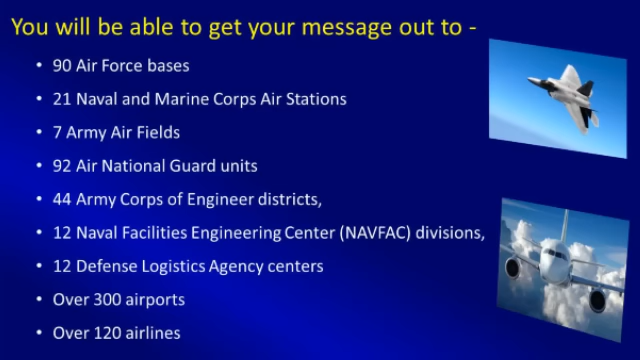 You will be able to get your message out to -
• 90 Air Force bases
• 21 Naval and Marine Corps Air Stations
• 7 Army Air Fields
• 92 Air National Guard units
• 44 Army Corps of Engineer districts,
• 12 Naval Facilities Engineering Center (NAVFAC) divisions,
• 12 Defense Logistics Agency centers
• Over 300 airports
• Over 120 airlines